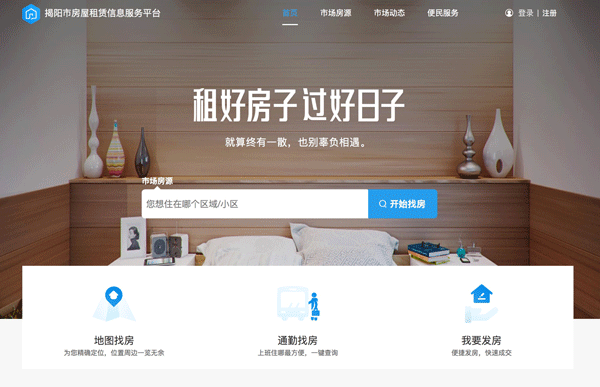 揭阳市房屋租赁信息服务平台
首页 市场房源 市场动态 便民服务 登录 | 注册
租好房子 过好日子
就算终有一散，也别辜负相遇。
市场房源
您想住在哪个区域/小区 开始找房
地图找房 通勤找房 我要发房
为您精确定位，位置周边一览无余 上班住哪最方便，一键查询 便捷发房，快速成交